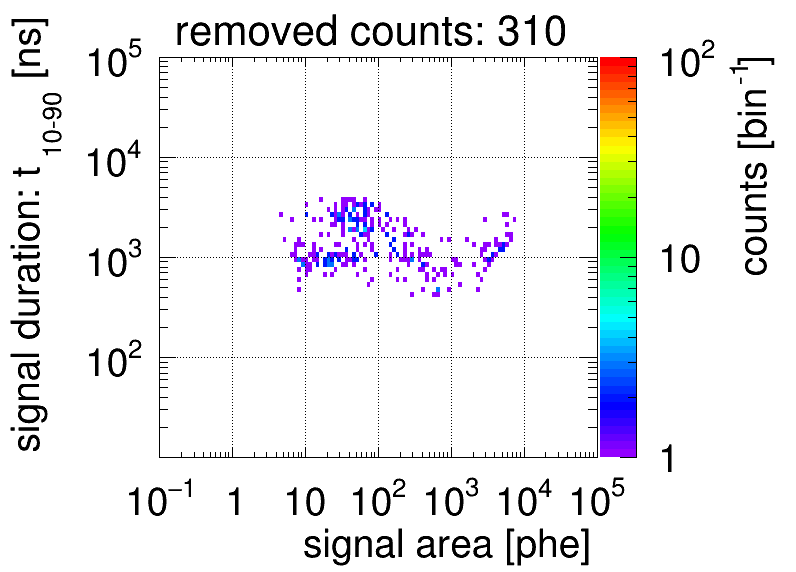 removed counts: 310
signal duration: t 10-90 [ns]
10^5
10^4
10^3
10^2
10^−1 1 10 10^2 10^3 10^4 10^5
signal area [phe]
10^2
10
1
counts [bin^-1]